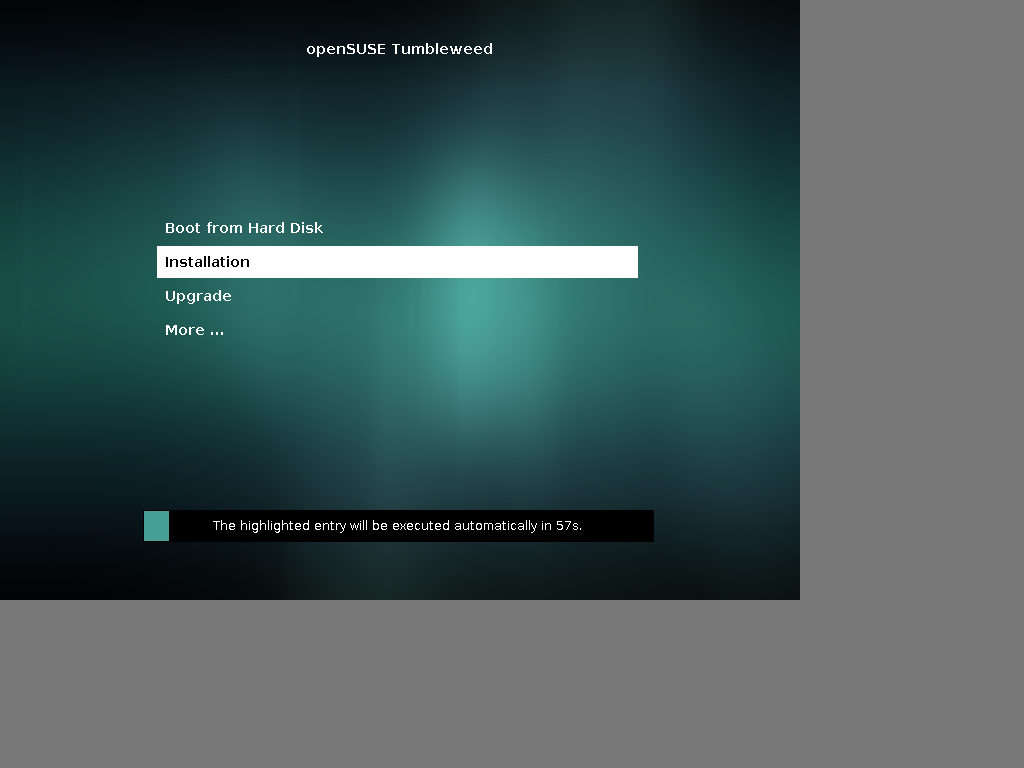 openSUSE Tumbleweed
Boot from Hard Disk
Installation
Upgrade
More ...
The highlighted entry will be executed automatically in 57s.